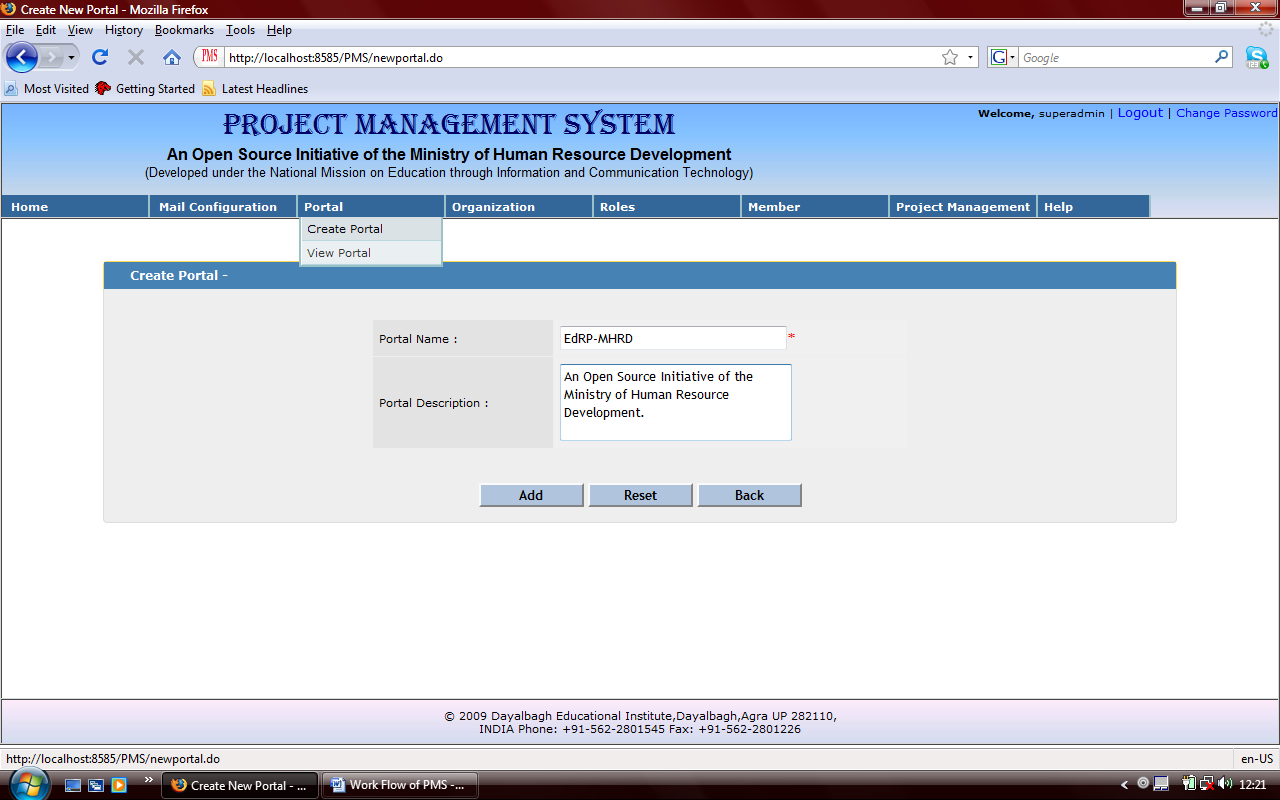 Create New Portal - Mozilla Firefox
File Edit View History Bookmarks Tools Help
PMS http://localhost:8585/PMS/newportal.do
G Google
Most Visited Getting Started Latest Headlines
PROJECT MANAGEMENT SYSTEM
Welcome, superadmin | Logout | Change Password
An Open Source Initiative of the Ministry of Human Resource Development
(Developed under the National Mission on Education through Information and Communication Technology)
Home Mail Configuration Portal Organization Roles Member Project Management Help
Create Portal
View Portal
Create Portal -
Portal Name : EdRP-MHRD *
Portal Description :
An Open Source Initiative of the
Ministry of Human Resource
Development.
Add Reset Back
© 2009 Dayalbagh Educational Institute,Dayalbagh,Agra UP 282110,
INDIA Phone: +91-562-2801545 Fax: +91-562-2801226
http://localhost:8585/PMS/newportal.do en-US
» Create New Portal - ... Work Flow of PMS -... < 12:21